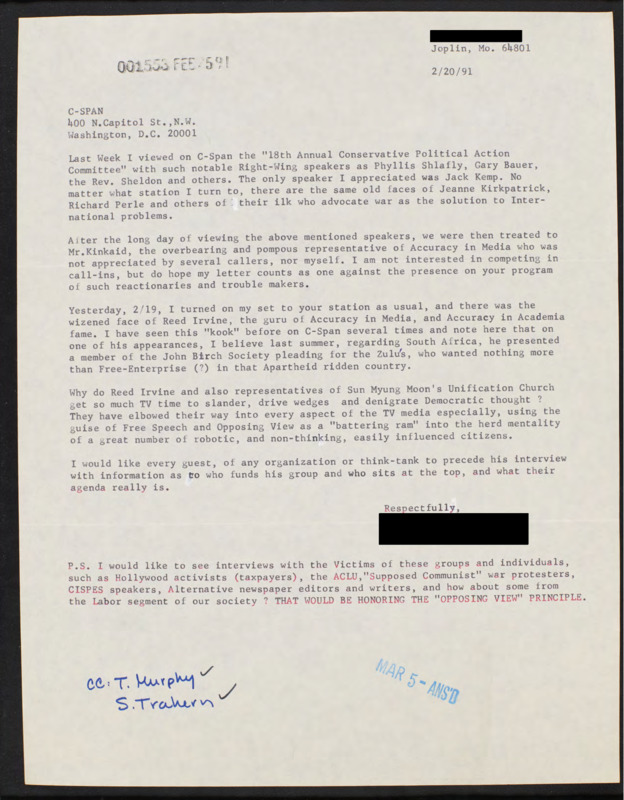 Joplin, Mo. 64801
001553 FEB 591
2/20/91
C-SPAN
400 N.Capitol St.,N.W.
Washington, D.C. 20001
Last Week I viewed on C-Span the "18th Annual Conservative Political Action
Committee" with such notable Right-Wing speakers as Phyllis Shlafly, Gary Bauer,
the Rev. Sheldon and others. The only speaker I appreciated was Jack Kemp. No
matter what station I turn to, there are the same old faces of Jeanne Kirkpatrick,
Richard Perle and others of their ilk who advocate war as the solution to Inter-
national problems.
After the long day of viewing the above mentioned speakers, we were then treated to
Mr.Kinkaid, the overbearing and pompous representative of Accuracy in Media who was
not appreciated by several callers, nor myself. I am not interested in competing in
call-ins, but do hope my letter counts as one against the presence on your program
of such reactionaries and trouble makers.
Yesterday, 2/19, I turned on my set to your station as usual, and there was the
wizened face of Reed Irvine, the guru of Accuracy in Media, and Accuracy in Academia
fame. I have seen this "kook" before on C-Span several times and note here that on
one of his appearances, I believe last summer, regarding South Africa, he presented
a member of the John Birch Society pleading for the Zulu's, who wanted nothing more
than Free-Enterprise (?) in that Apartheid ridden country.
Why do Reed Irvine and also representatives of Sun Myung Moon's Unification Church
get so much TV time to slander, drive wedges and denigrate Democratic thought ?
They have elbowed their way into every aspect of the TV media especially, using the
guise of Free Speech and Opposing View as a "battering ram" into the herd mentality
of a great number of robotic, and non-thinking, easily influenced citizens.
I would like every guest, of any organization or think-tank to precede his interview
with information as to who funds his group and who sits at the top, and what their
agenda really is.
Respectfully,
P.S. I would like to see interviews with the Victims of these groups and individuals,
such as Hollywood activists (taxpayers), the ACLU,"Supposed Communist" war protesters,
CISPES speakers, Alternative newspaper editors and writers, and how about some from
the Labor segment of our society ? THAT WOULD BE HONORING THE "OPPOSING VIEW" PRINCIPLE.
cc: T. Murphy ✓
S. Trahern ✓
MAR 5- ANS'D